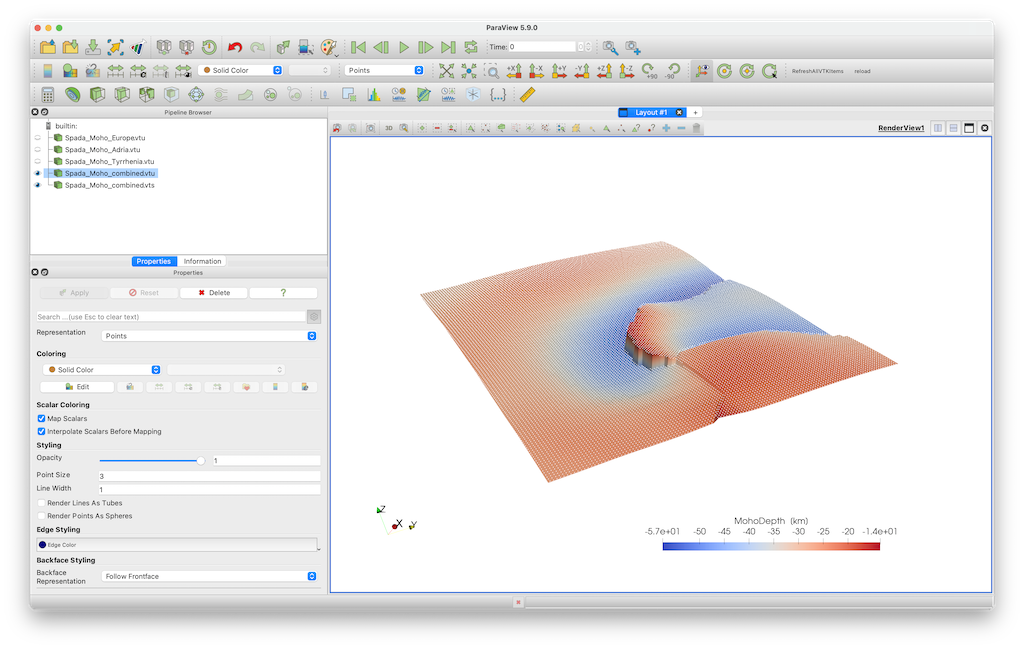 ParaView 5.9.0
Time: 0
Solid Color
Points
+X -X +Y -Y +Z -Z +90 -90
RefreshAllVTKItems reload
Pipeline Browser
Layout #1 +
builtin:
3D
RenderView1
Spada_Moho_Europe.vtu
Spada_Moho_Adria.vtu
Spada_Moho_Tyrrhenia.vtu
Spada_Moho_combined.vtu
Spada_Moho_combined.vts
Properties Information
Properties
Apply Reset Delete ?
Search ...(use Esc to clear text)
Representation Points
Coloring
Solid Color
Edit
Scalar Coloring
Map Scalars
Interpolate Scalars Before Mapping
Styling
Opacity 1
Point Size 3
Line Width 1
Render Lines As Tubes
Render Points As Spheres
Edge Styling
Edge Color
Backface Styling
Backface
Representation Follow Frontface
Z
X Y
MohoDepth (km)
-5.7e+01 -50 -45 -40 -35 -30 -25 -20 -1.4e+01